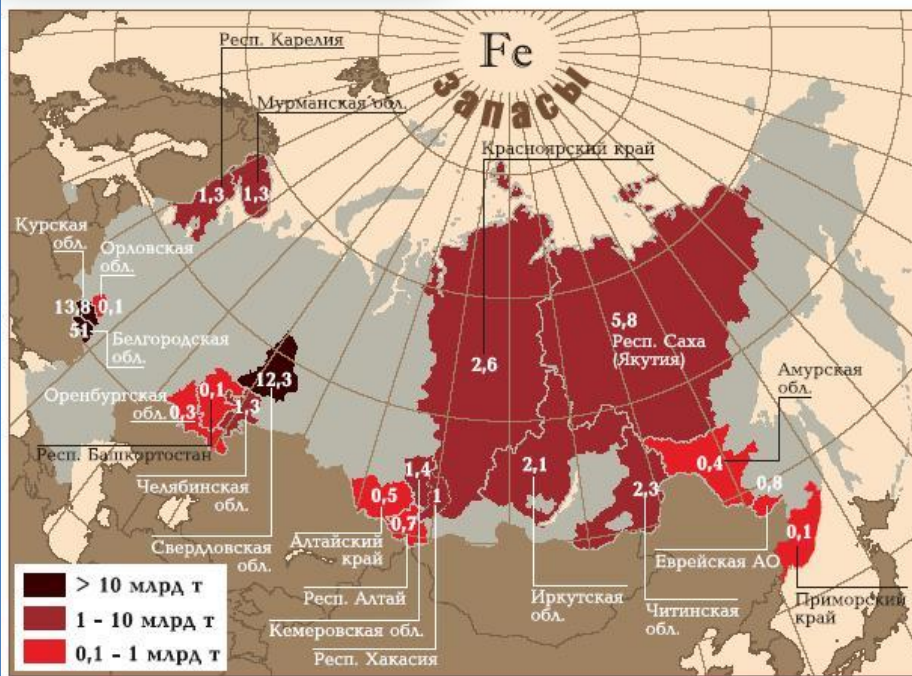 Fe
запасы
Респ. Карелия
Мурманская обл.
Красноярский край
1,3
1,3
Курская
обл.
Орловская
обл.
13,8
0,1
51
Белгородская
обл.
5,8
Респ. Саха
(Якутия)
2,6
Амурская
обл.
12,3
0,1
Оренбургская
обл.
0,3
1,3
Респ. Башкортостан
Челябинская
обл.
Свердловская
обл.
1,4
2,1
0,4
0,8
0,5
1
2,3
0,7
0,1
Алтайский
край
Еврейская АО
Респ. Алтай
Иркутская
обл.
Читинская
обл.
Приморский
край
Кемеровская обл.
Респ. Хакасия
> 10 млрд т
1 - 10 млрд т
0,1 - 1 млрд т